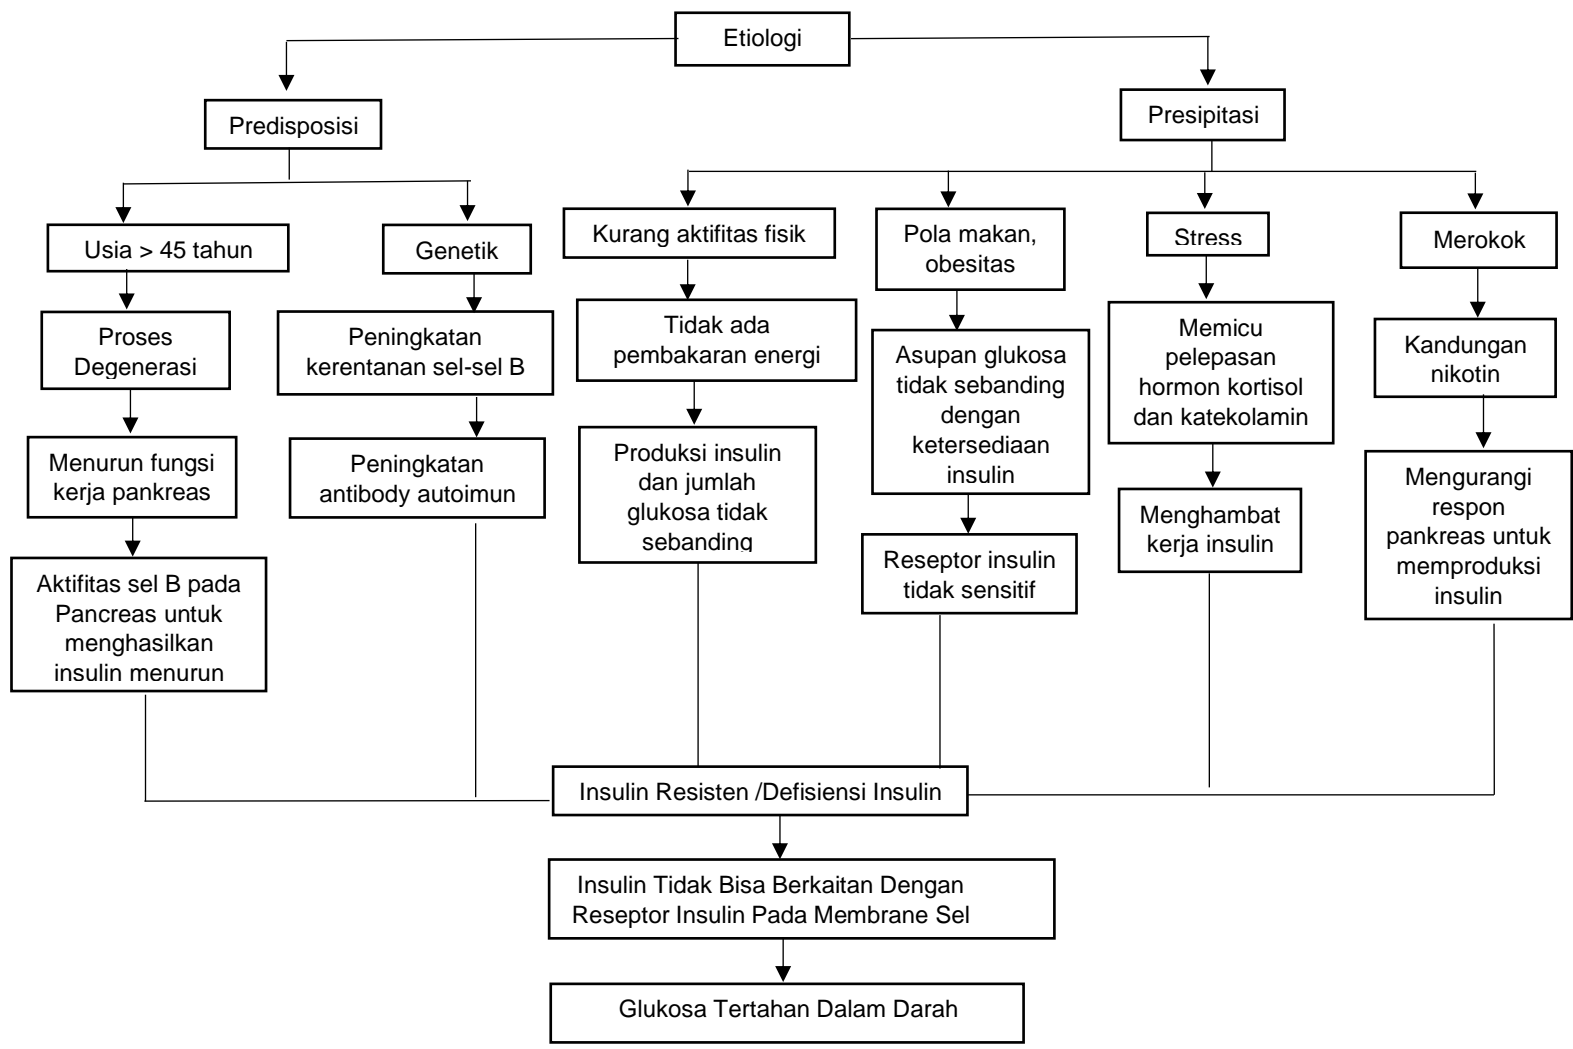 Etiologi
Predisposisi
Presipitasi
Usia > 45 tahun
Genetik
Kurang aktifitas fisik
Pola makan,
obesitas
Stress
Merokok
Proses
Degenerasi
Peningkatan
kerentanan sel-sel B
Tidak ada
pembakaran energi
Asupan glukosa
tidak sebanding
dengan
ketersediaan
insulin
Memicu
pelepasan
hormon kortisol
dan katekolamin
Kandungan
nikotin
Menurun fungsi
kerja pankreas
Peningkatan
antibody autoimun
Produksi insulin
dan jumlah
glukosa tidak
sebanding
Reseptor insulin
tidak sensitif
Menghambat
kerja insulin
Mengurangi
respon
pankreas untuk
memproduksi
insulin
Aktifitas sel B pada
Pancreas untuk
menghasilkan
insulin menurun
Insulin Resisten /Defisiensi Insulin
Insulin Tidak Bisa Berkaitan Dengan
Reseptor Insulin Pada Membrane Sel
Glukosa Tertahan Dalam Darah